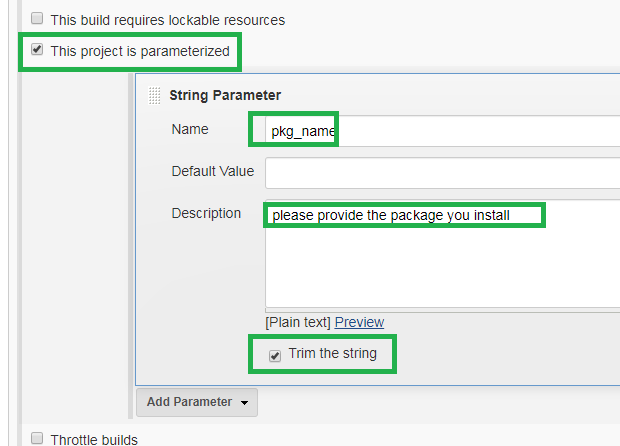 This build requires lockable resources
This project is parameterized
String Parameter
Name
pkg_name
Default Value
Description
please provide the package you install
[Plain text] Preview
Trim the string
Add Parameter
Throttle builds